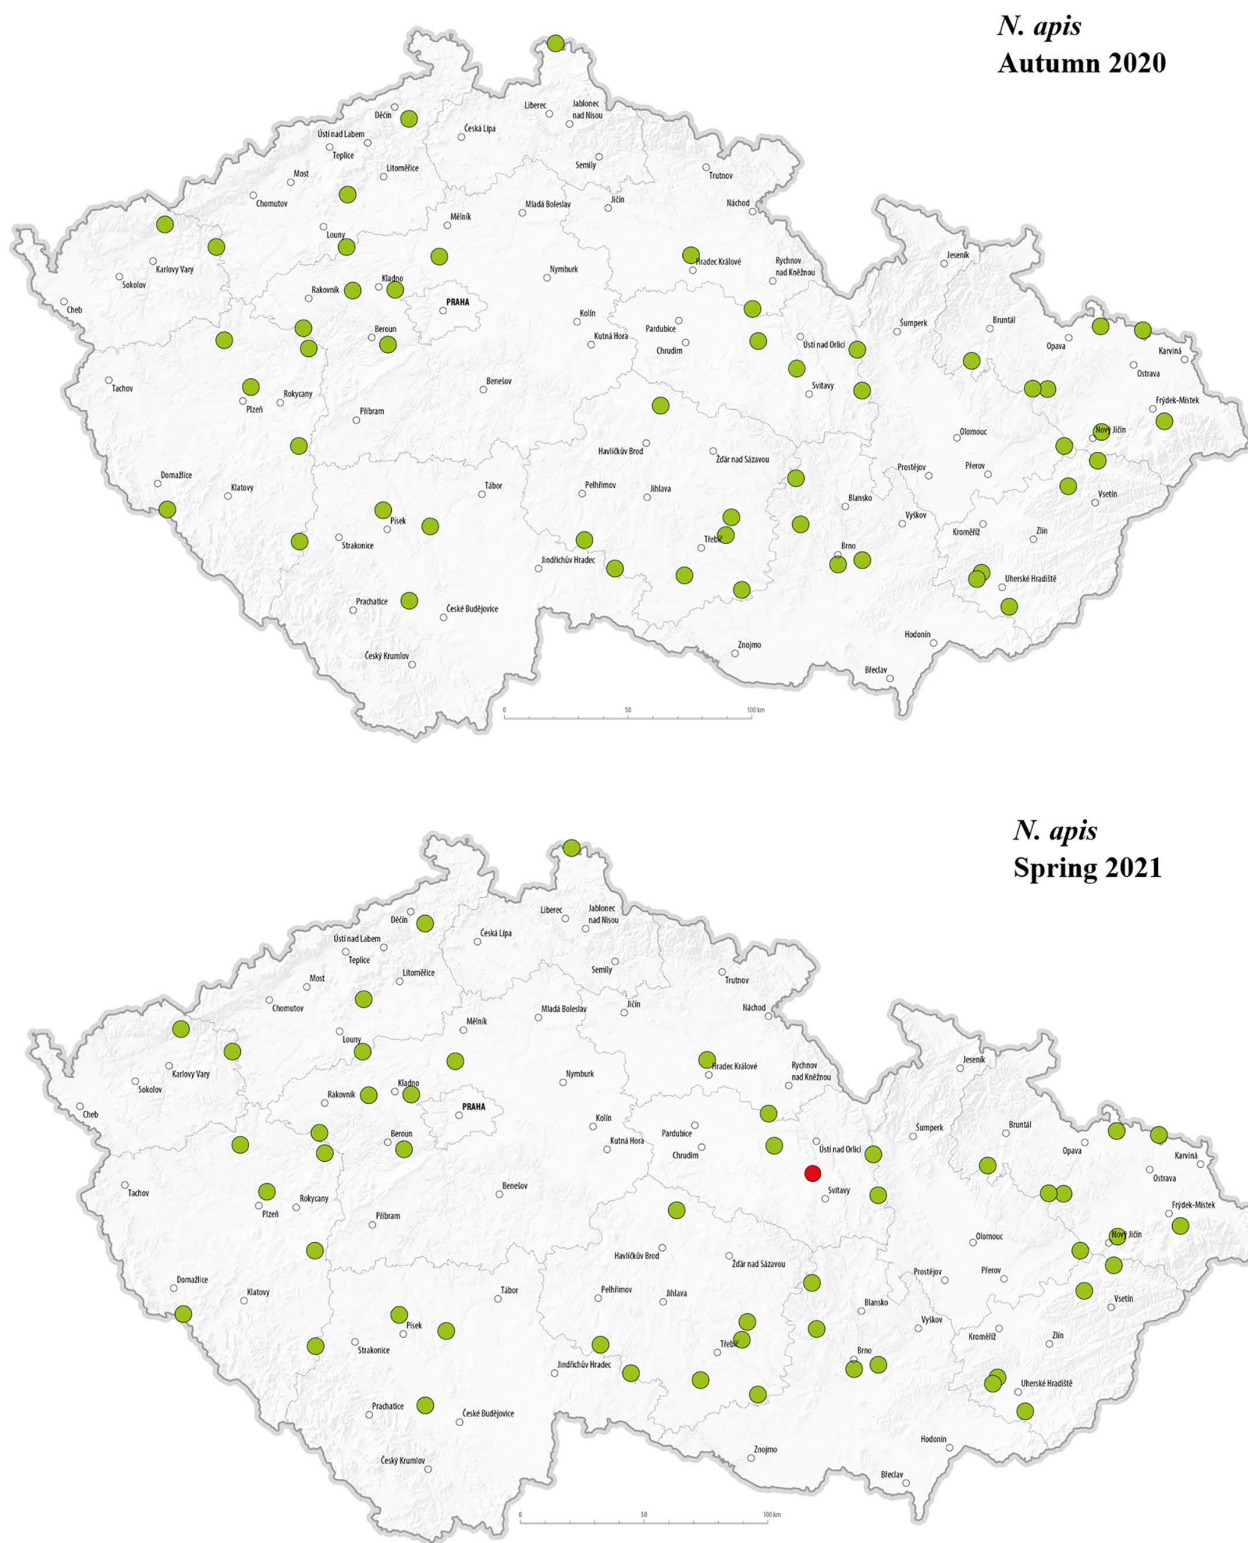 N. apis
Autumn 2020
Děčín
Liberec
Jablonec
nad Nisou
Česká Lípa
Ústí nad Labem
Teplice
Litoměřice
Semily
Trutnov
Most
Chomutov
Jičín
Náchod
Mladá Boleslav
Mělník
Louny
Karlovy Vary
Sokolov
Cheb
Rakovník
Kladno
PRAHA
Nymburk
Hradec Králové
Rychnov
nad Kněžnou
Jeseník
Kolín
Kutná Hora
Pardubice
Chrudim
Ústí nad Orlicí
Šumperk
Bruntál
Opava
Karviná
Ostrava
Beroun
Tachov
Plzeň
Rokycany
Příbram
Benešov
Svitavy
Frýdek-Místek
Nový Jičín
Olomouc
Havlíčkův Brod
Žďár nad Sázavou
Prostějov
Přerov
Domažlice
Klatovy
Tábor
Pelhřimov
Jihlava
Blansko
Vsetín
Písek
Strakonice
Vyškov
Kroměříž
Zlín
Třebíč
Brno
Jindřichův Hradec
Uherské Hradiště
Prachatice
České Budějovice
Český Krumlov
Znojmo
Hodonín
Břeclav
0 50 100 km
N. apis
Spring 2021
Děčín
Liberec
Jablonec
nad Nisou
Česká Lípa
Ústí nad Labem
Teplice
Litoměřice
Semily
Trutnov
Most
Chomutov
Jičín
Náchod
Mladá Boleslav
Mělník
Louny
Karlovy Vary
Sokolov
Cheb
Rakovník
Kladno
PRAHA
Nymburk
Hradec Králové
Rychnov
nad Kněžnou
Jeseník
Kolín
Kutná Hora
Pardubice
Chrudim
Ústí nad Orlicí
Šumperk
Bruntál
Opava
Karviná
Ostrava
Beroun
Tachov
Plzeň
Rokycany
Příbram
Benešov
Svitavy
Frýdek-Místek
Nový Jičín
Olomouc
Havlíčkův Brod
Žďár nad Sázavou
Prostějov
Přerov
Domažlice
Klatovy
Tábor
Pelhřimov
Jihlava
Blansko
Vsetín
Písek
Strakonice
Vyškov
Kroměříž
Zlín
Třebíč
Brno
Jindřichův Hradec
Uherské Hradiště
Prachatice
České Budějovice
Český Krumlov
Znojmo
Hodonín
Břeclav
0 50 100 km